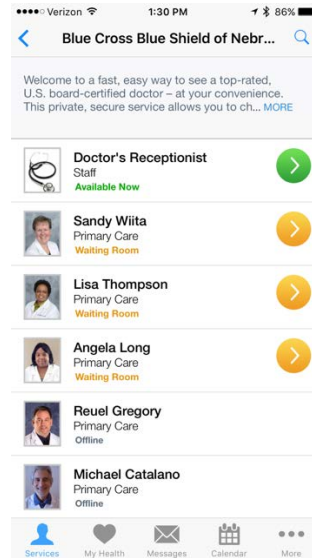 Verizon 1:30 PM 86%
Blue Cross Blue Shield of Nebr...
Welcome to a fast, easy way to see a top-rated,
U.S. board-certified doctor – at your convenience.
This private, secure service allows you to ch... MORE
Doctor's Receptionist
Staff
Available Now
Sandy Wiita
Primary Care
Waiting Room
Lisa Thompson
Primary Care
Waiting Room
Angela Long
Primary Care
Waiting Room
Reuel Gregory
Primary Care
Offline
Michael Catalano
Primary Care
Offline
Services My Health Messages Calendar More